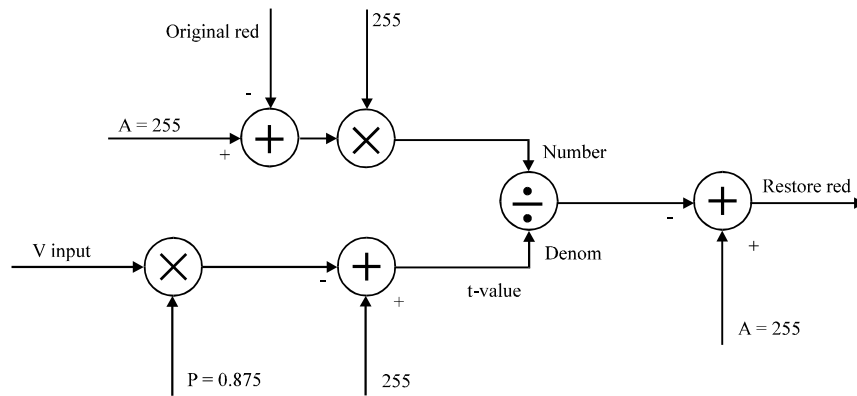 Original red
255
-
A = 255
+
Number
Restore red
-
+
V input
-
+
t-value
Denom
A = 255
P = 0.875
255